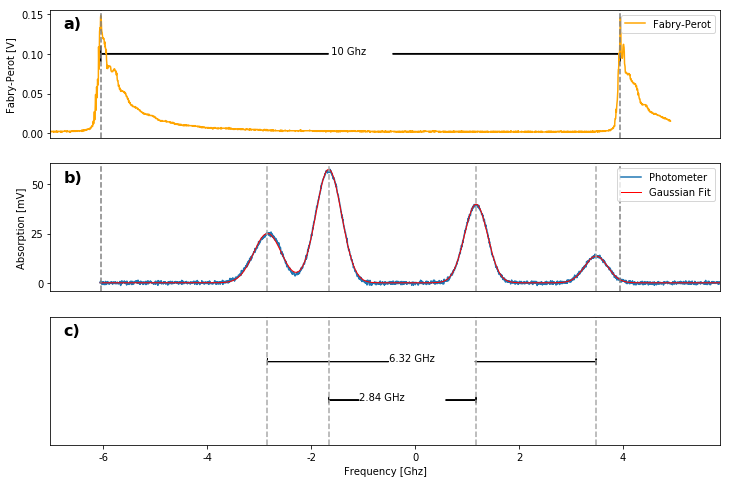 a)
Fabry-Perot
0.15
0.10
0.05
0.00
Fabry-Perot [V]
10 Ghz
b)
Photometer
Gaussian Fit
50
25
0
Absorption [mV]
c)
6.32 GHz
2.84 GHz
-6 -4 -2 0 2 4
Frequency [Ghz]